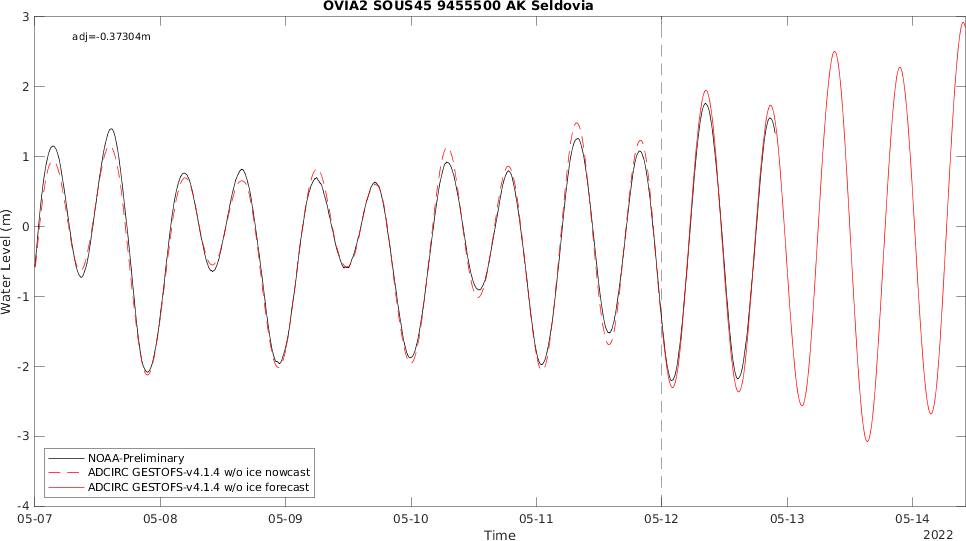 OVIA2 SOUS45 9455500 AK Seldovia
adj=-0.37304m
3
2
1
0
-1
-2
-3
-4
Water Level (m)
NOAA-Preliminary
ADCIRC GESTOFS-v4.1.4 w/o ice nowcast
ADCIRC GESTOFS-v4.1.4 w/o ice forecast
05-07 05-08 05-09 05-10 05-11 05-12 05-13 05-14
Time
2022